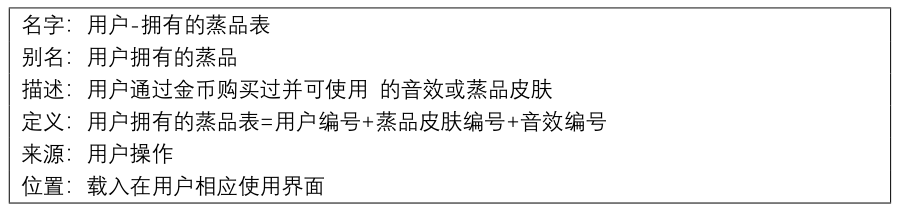 名字：用户-拥有的蒸品表
别名：用户拥有的蒸品
描述：用户通过金币购买过并可使用 的音效或蒸品皮肤
定义：用户拥有的蒸品表=用户编号+蒸品皮肤编号+音效编号
来源：用户操作
位置：载入在用户相应使用界面